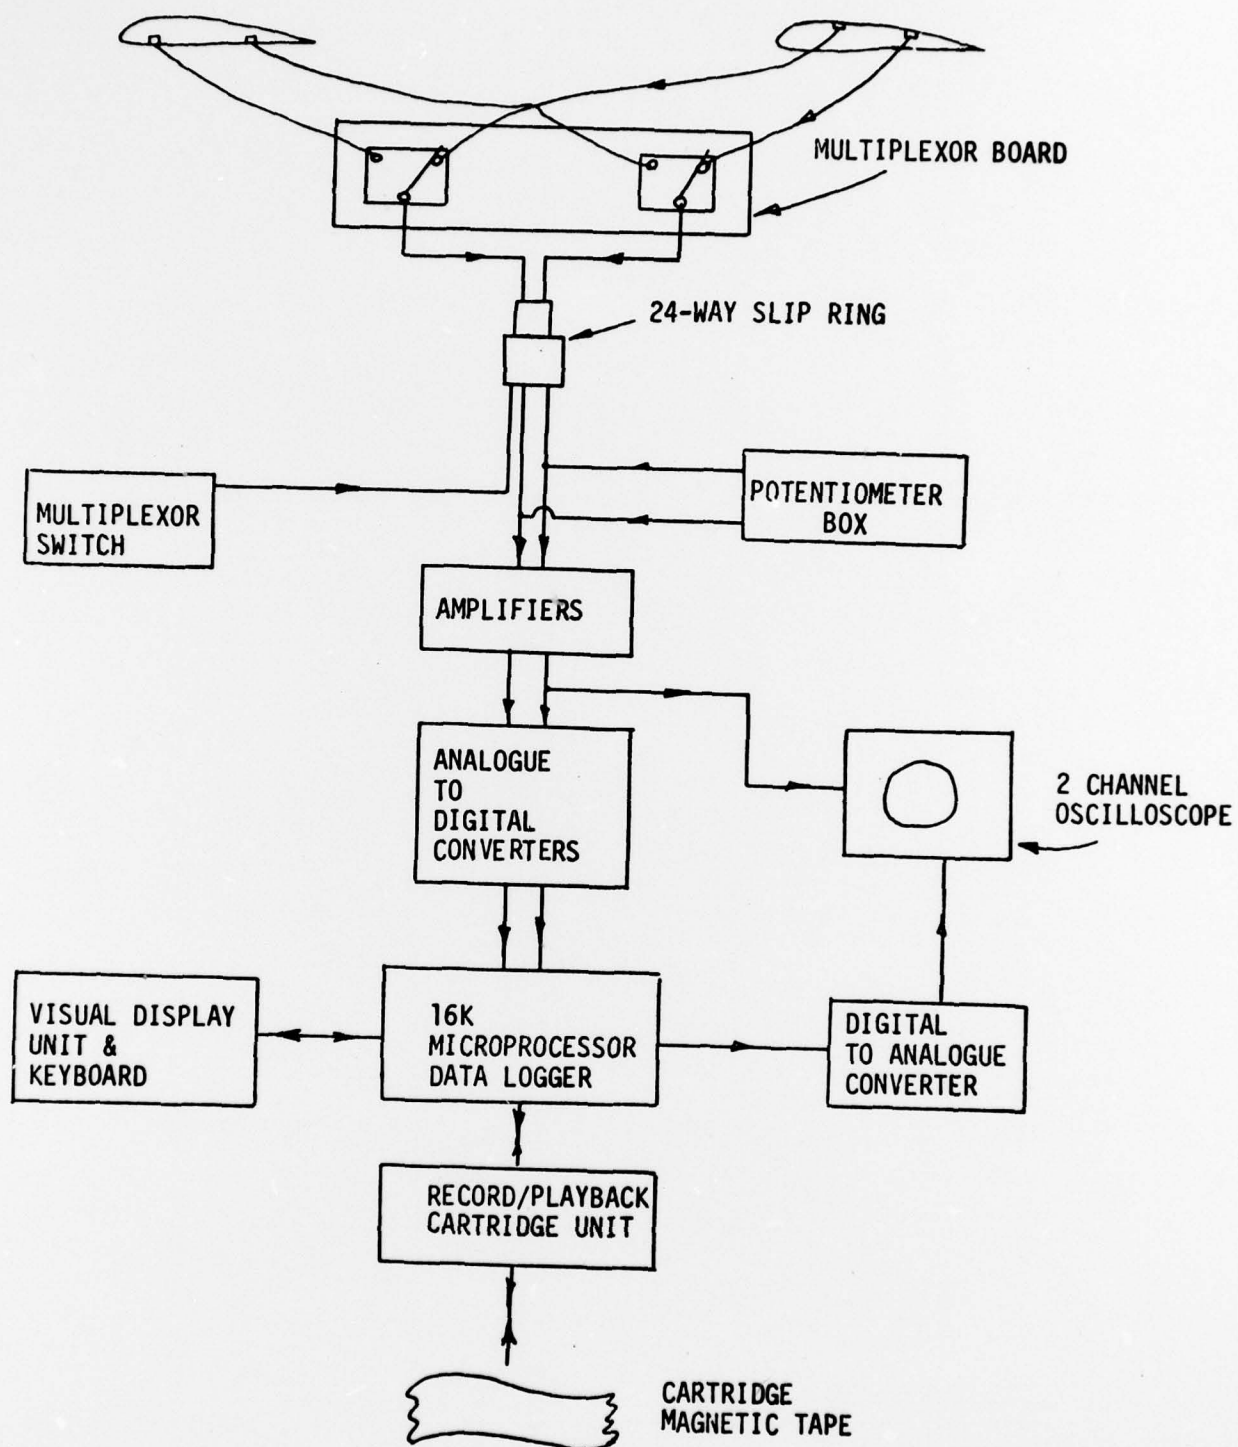 MULTIPLEXOR BOARD
24-WAY SLIP RING
MULTIPLEXOR
SWITCH
POTENTIOMETER
BOX
AMPLIFIERS
ANALOGUE
TO
DIGITAL
CONVERTERS
2 CHANNEL
OSCILLOSCOPE
VISUAL DISPLAY
UNIT &
KEYBOARD
16K
MICROPROCESSOR
DATA LOGGER
DIGITAL
TO ANALOGUE
CONVERTER
RECORD/PLAYBACK
CARTRIDGE UNIT
CARTRIDGE
MAGNETIC TAPE